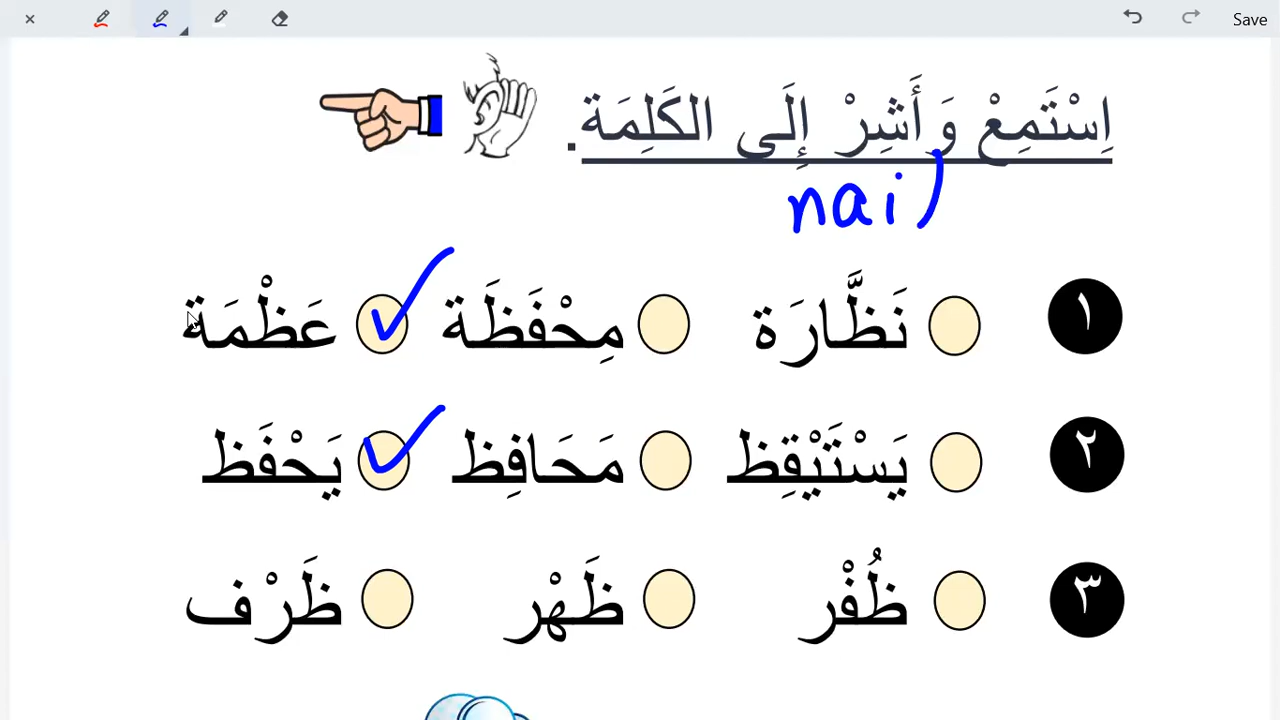 Save
اِسْتَمِعْ وَأَشِرْ إِلَى الكَلِمَة.
nail
١ نَظَّارَة مِحْفَظَة عَظْمَة
٢ يَسْتَيْقِظ مَحَافِظ يَحْفَظ
٣ ظُفْر ظَهْر ظَرْف